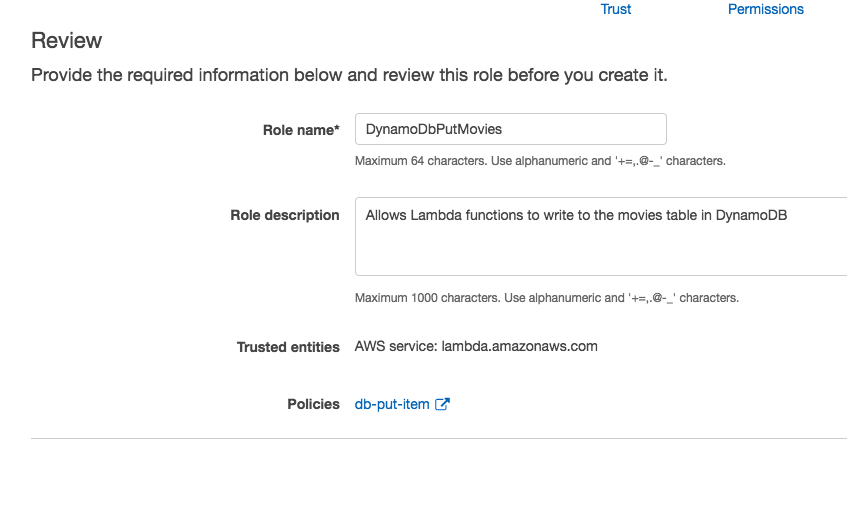 Trust Permissions
Review
Provide the required information below and review this role before you create it.
Role name* DynamoDbPutMovies
Maximum 64 characters. Use alphanumeric and '+=,.@-_' characters.
Role description Allows Lambda functions to write to the movies table in DynamoDB
Maximum 1000 characters. Use alphanumeric and '+=,.@-_' characters.
Trusted entities AWS service: lambda.amazonaws.com
Policies db-put-item